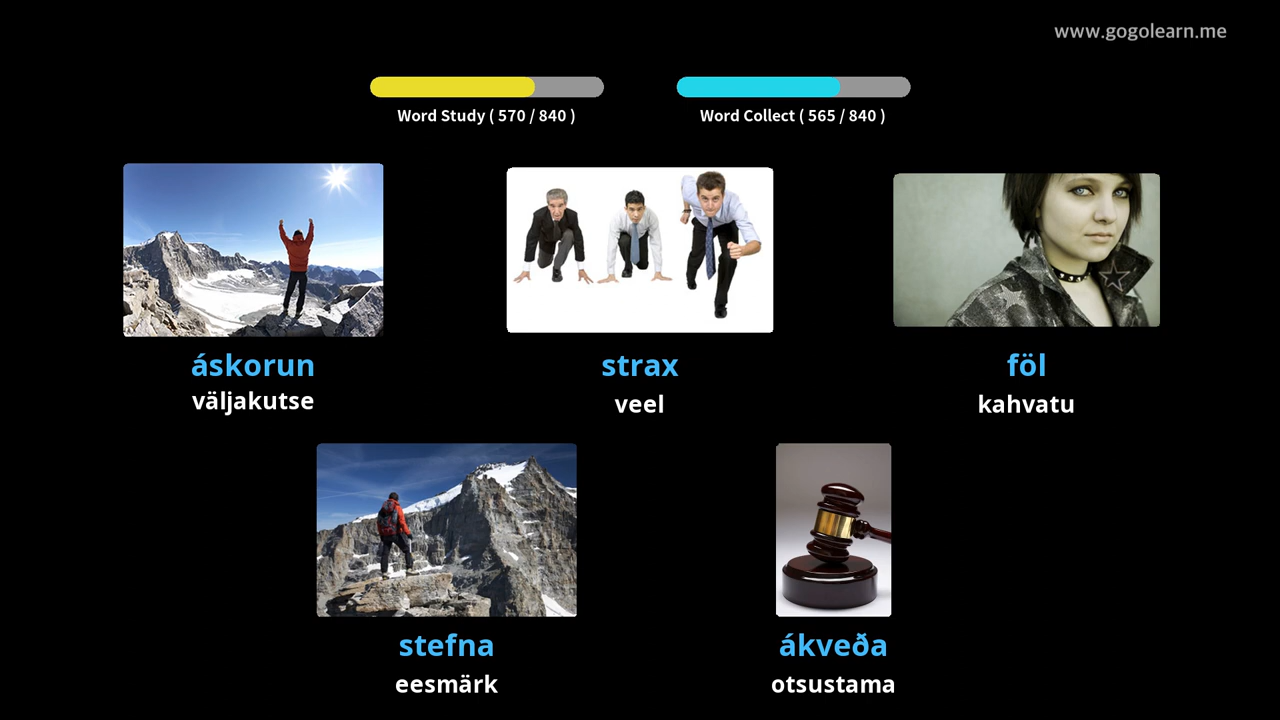 www.gogolearn.me
Word Study ( 570 / 840 )
Word Collect ( 565 / 840 )
áskorun
väljakutse
strax
veel
föl
kahvatu
stefna
eesmärk
ákveða
otsustama